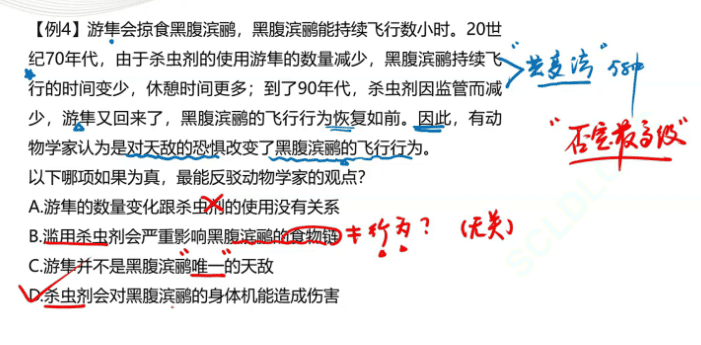 【例4】游隼会掠食黑腹滨鹬，黑腹滨鹬能持续飞行数小时。20世
纪70年代，由于杀虫剂的使用游隼的数量减少，黑腹滨鹬持续飞
行的时间变少，休憩时间更多；到了90年代，杀虫剂因监管而减
少，游隼又回来了，黑腹滨鹬的飞行行为恢复如前。因此，有动
物学家认为是对天敌的恐惧改变了黑腹滨鹬的飞行行为。
"共变法"
"否定最高级"
以下哪项如果为真，最能反驳动物学家的观点？
A.游隼的数量变化跟杀虫剂的使用没有关系
B.滥用杀虫剂会严重影响黑腹滨鹬的食物链 ≠行为？（无关）
C.游隼并不是黑腹滨鹬"唯一"的天敌
D.杀虫剂会对黑腹滨鹬的身体机能造成伤害